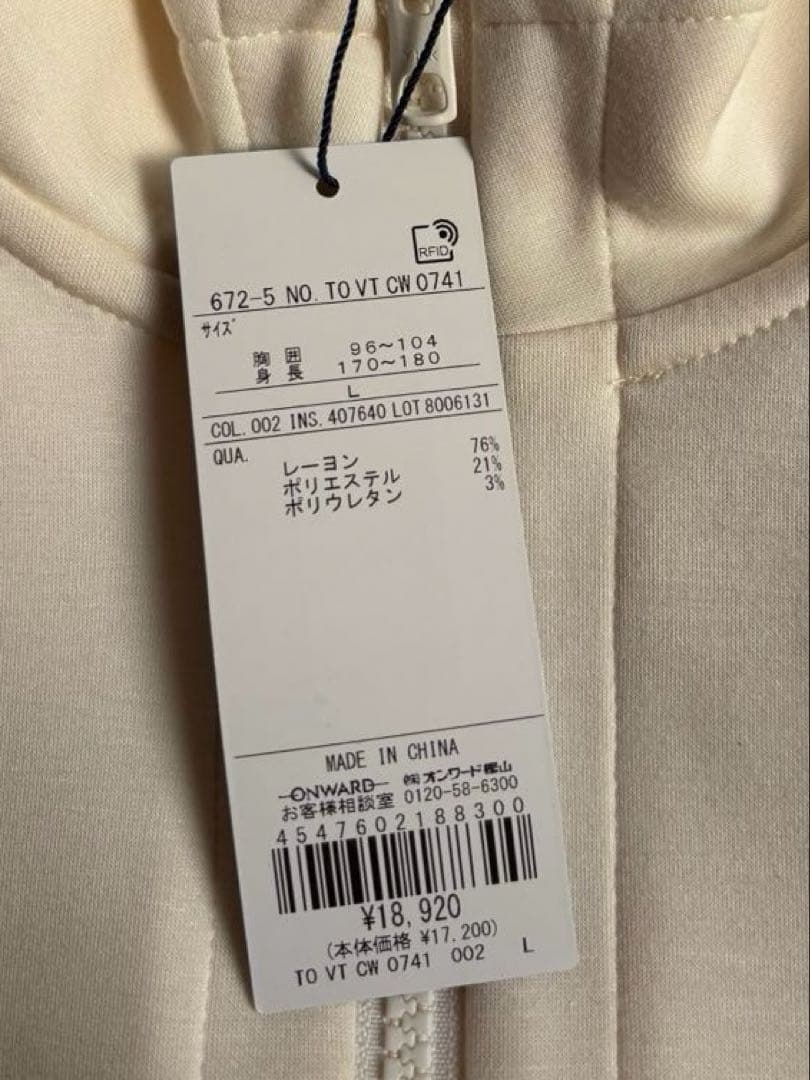 RFID
672-5 NO. TO VT CW 0741
サイズ
胸囲 96~104
身長 170~180
L
COL. 002 INS. 407640 LOT 8006131
QUA.
レーヨン 76%
ポリエステル 21%
ポリウレタン 3%
MADE IN CHINA
ONWARD ㈱オンワード樫山
お客様相談室 0120-58-6300
4547602188300
¥18,920
(本体価格 ¥17,200)
TO VT CW 0741 002 L